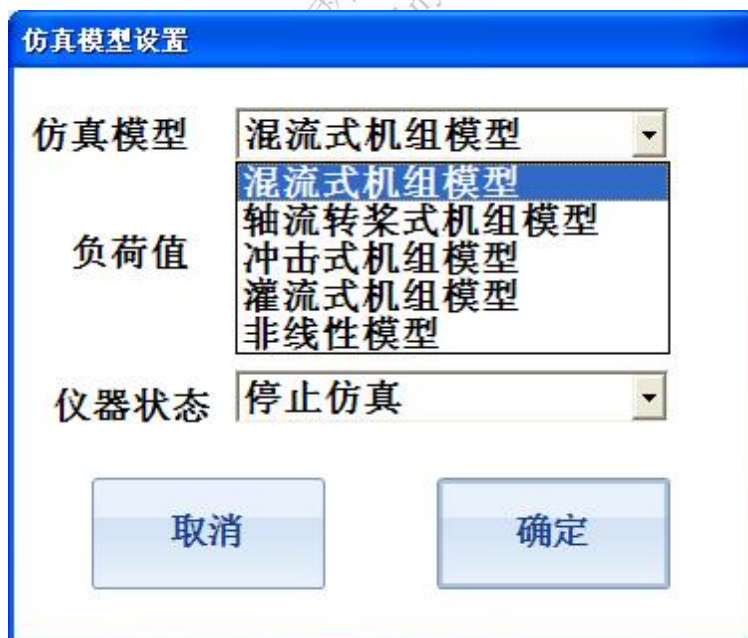 仿真模型设置
仿真模型 混流式机组模型
混流式机组模型
轴流转桨式机组模型
负荷值
冲击式机组模型
灌流式机组模型
非线性模型
仪器状态 停止仿真
取消 确定